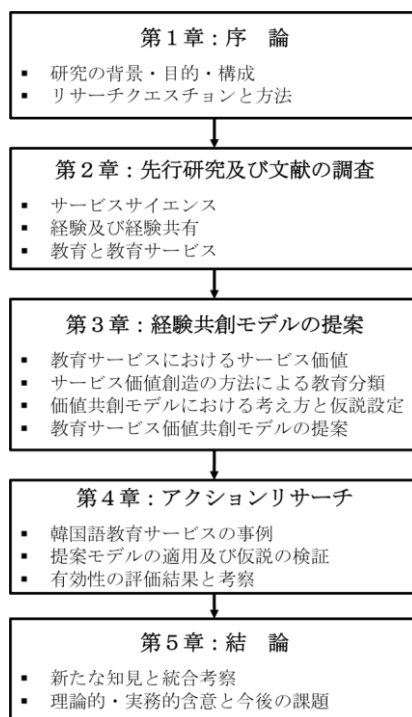 第1章：序　論
▪ 研究の背景・目的・構成
▪ リサーチクエスチョンと方法
第2章：先行研究及び文献の調査
▪ サービスサイエンス
▪ 経験及び経験共有
▪ 教育と教育サービス
第3章：経験共創モデルの提案
▪ 教育サービスにおけるサービス価値
▪ サービス価値創造の方法による教育分類
▪ 価値共創モデルにおける考え方と仮説設定
▪ 教育サービス価値共創モデルの提案
第4章：アクションリサーチ
▪ 韓国語教育サービスの事例
▪ 提案モデルの適用及び仮説の検証
▪ 有効性の評価結果と考察
第5章：結　論
▪ 新たな知見と統合考察
▪ 理論的・実務的含意と今後の課題